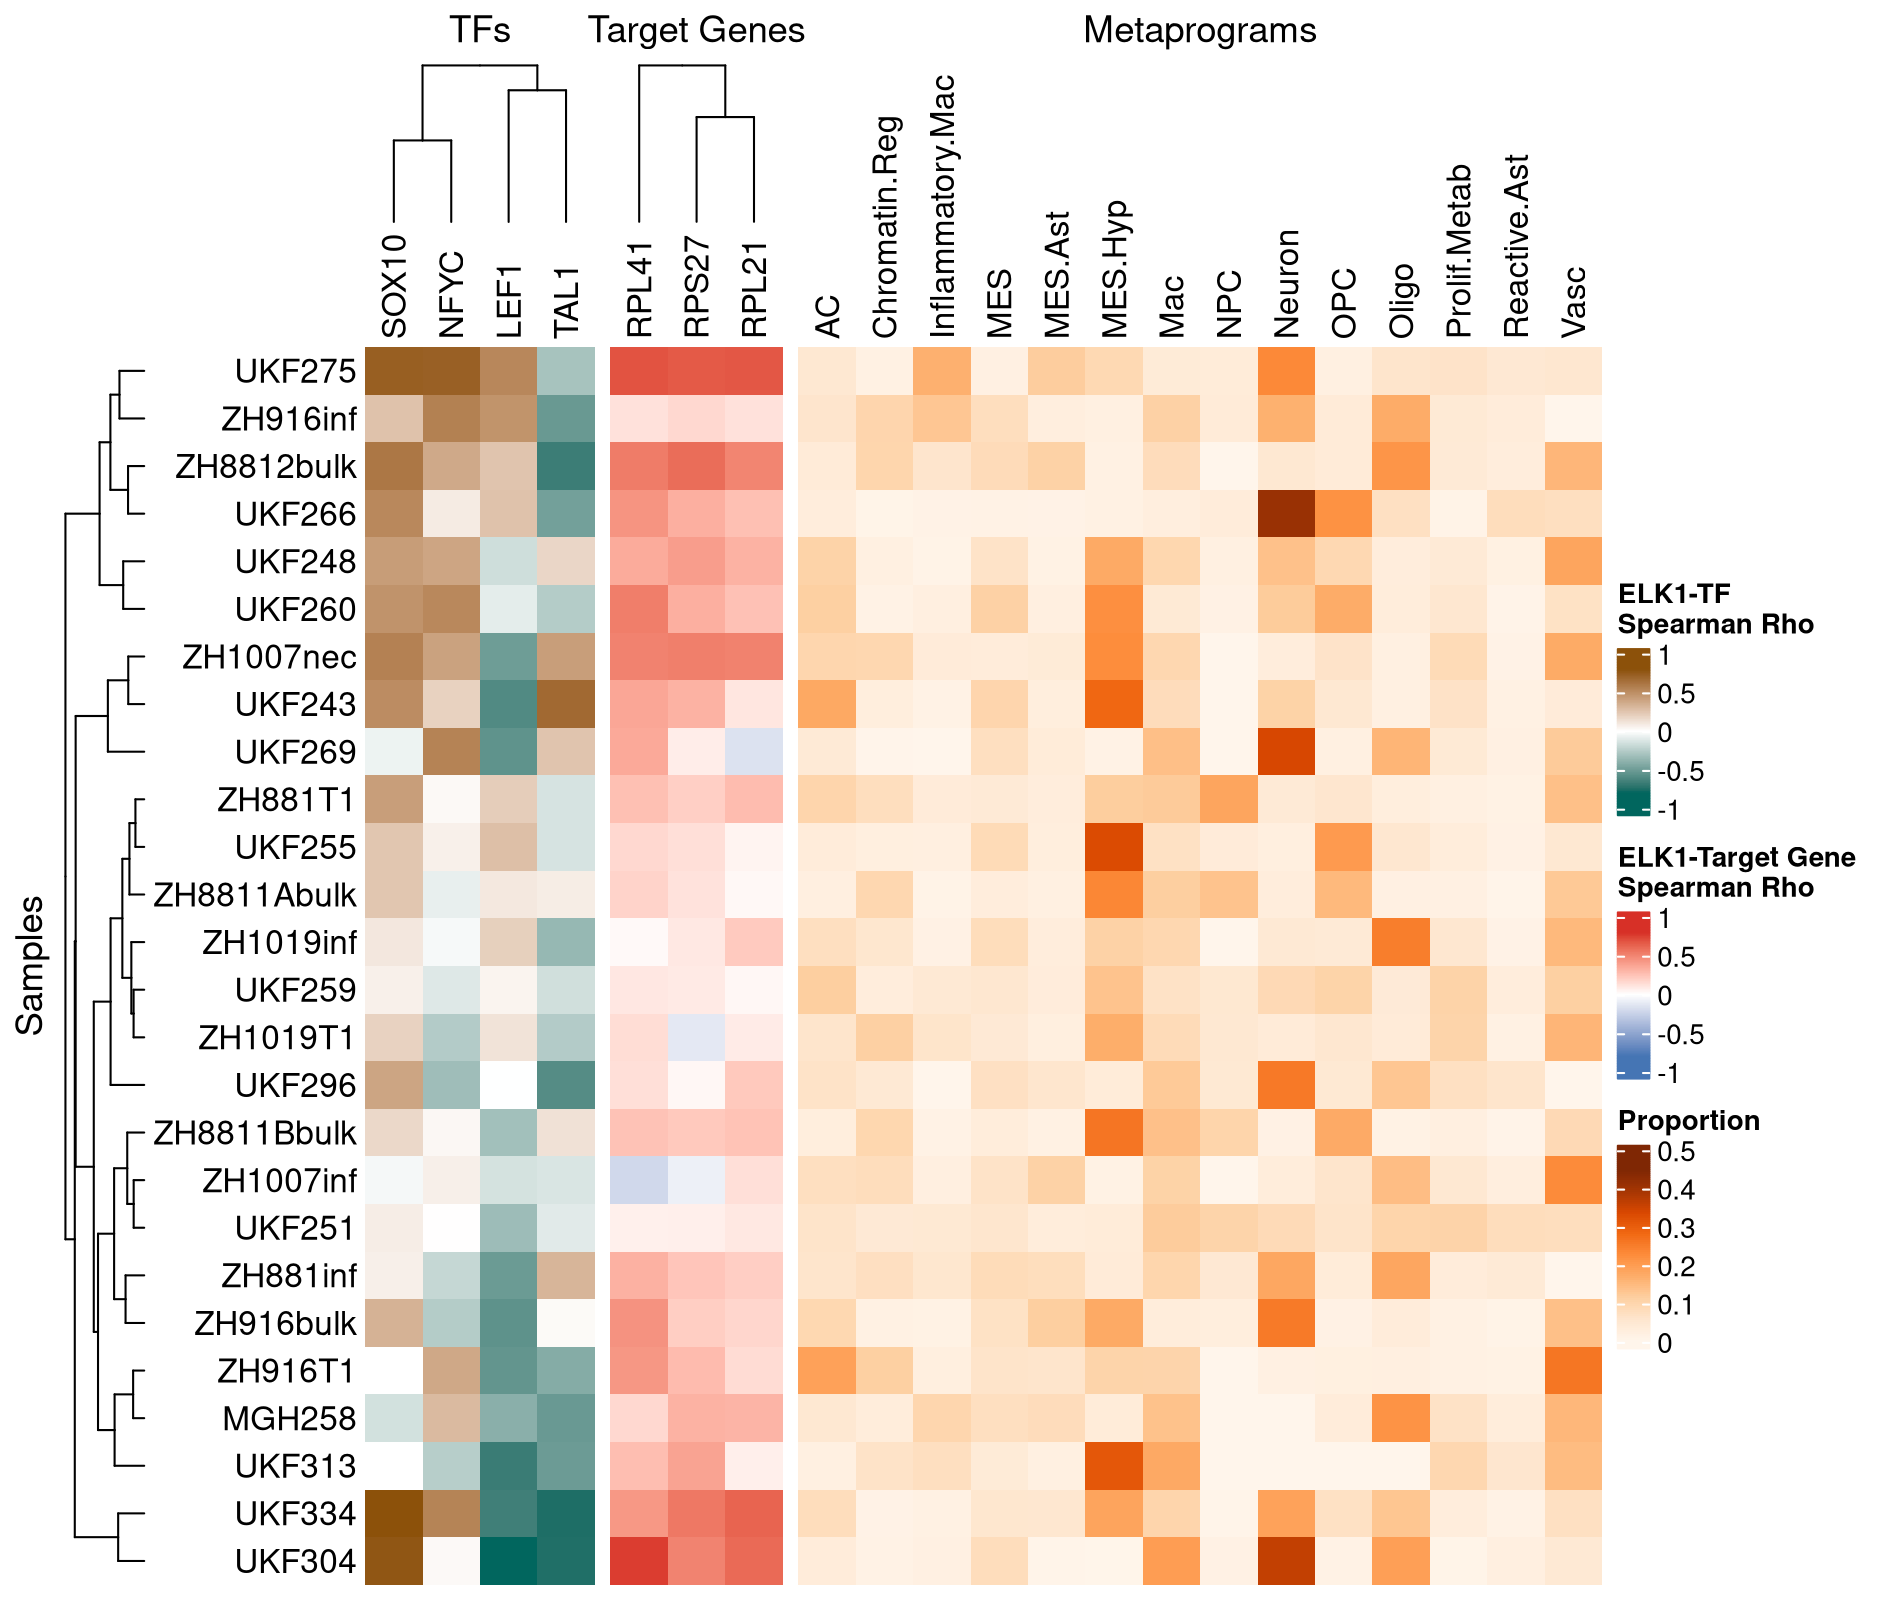 TFs
Target Genes
Metaprograms
SOX10
NFYC
LEF1
TAL1
RPL41
RPS27
RPL21
AC
Chromatin.Reg
Inflammatory.Mac
MES
MES.Ast
MES.Hyp
Mac
NPC
Neuron
OPC
Oligo
Prolif.Metab
Reactive.Ast
Vasc
Samples
UKF275
ZH916inf
ZH8812bulk
UKF266
UKF248
UKF260
ZH1007nec
UKF243
UKF269
ZH881T1
UKF255
ZH8811Abulk
ZH1019inf
UKF259
ZH1019T1
UKF296
ZH8811Bbulk
ZH1007inf
UKF251
ZH881inf
ZH916bulk
ZH916T1
MGH258
UKF313
UKF334
UKF304
ELK1-TF
Spearman Rho
1
0.5
0
-0.5
-1
ELK1-Target Gene
Spearman Rho
1
0.5
0
-0.5
-1
Proportion
0.5
0.4
0.3
0.2
0.1
0